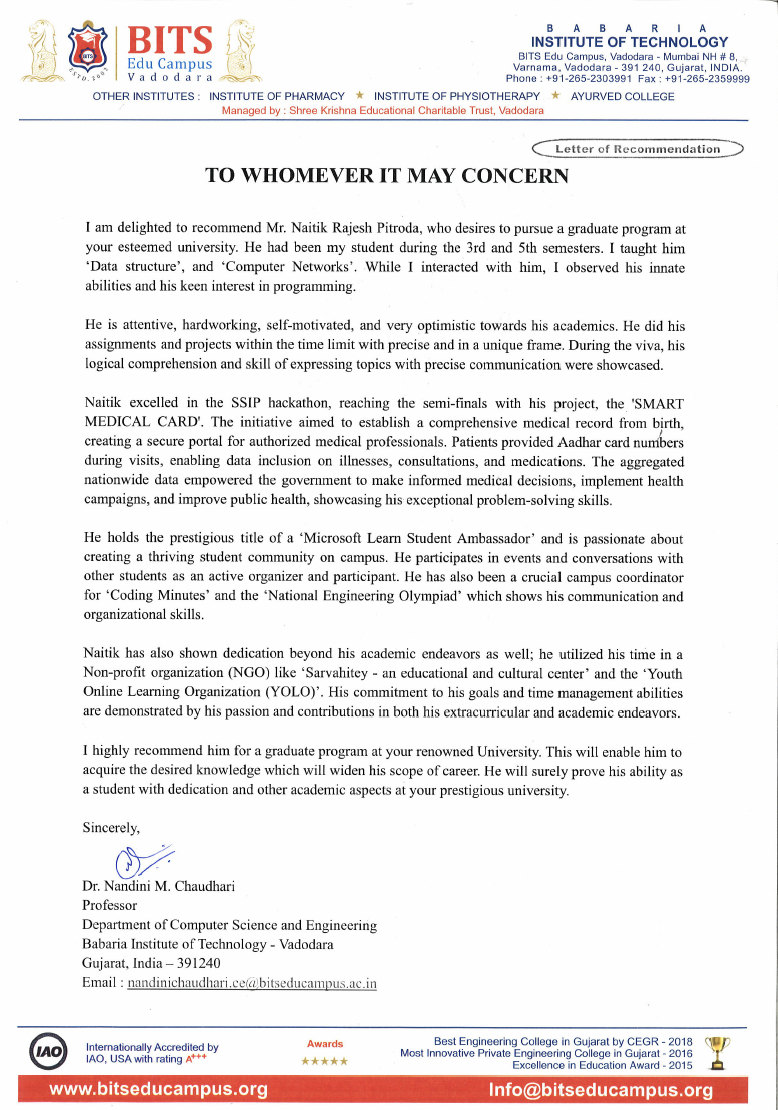 BITS
Edu Campus
Vadodara
ESTD. 2005
BABARIA
INSTITUTE OF TECHNOLOGY
BITS Edu Campus, Vadodara - Mumbai NH # 8,
Varnama, Vadodara - 391 240, Gujarat, INDIA.
Phone : +91-265-2303991 Fax : +91-265-2359999
OTHER INSTITUTES : INSTITUTE OF PHARMACY ★ INSTITUTE OF PHYSIOTHERAPY ★ AYURVED COLLEGE
Managed by : Shree Krishna Educational Charitable Trust, Vadodara
Letter of Recommendation
TO WHOMEVER IT MAY CONCERN
I am delighted to recommend Mr. Naitik Rajesh Pitroda, who desires to pursue a graduate program at
your esteemed university. He had been my student during the 3rd and 5th semesters. I taught him
‘Data structure’, and ‘Computer Networks’. While I interacted with him, I observed his innate
abilities and his keen interest in programming.
He is attentive, hardworking, self-motivated, and very optimistic towards his academics. He did his
assignments and projects within the time limit with precise and in a unique frame. During the viva, his
logical comprehension and skill of expressing topics with precise communication were showcased.
Naitik excelled in the SSIP hackathon, reaching the semi-finals with his project, the 'SMART
MEDICAL CARD'. The initiative aimed to establish a comprehensive medical record from birth,
creating a secure portal for authorized medical professionals. Patients provided Aadhar card numbers
during visits, enabling data inclusion on illnesses, consultations, and medications. The aggregated
nationwide data empowered the government to make informed medical decisions, implement health
campaigns, and improve public health, showcasing his exceptional problem-solving skills.
He holds the prestigious title of a ‘Microsoft Learn Student Ambassador’ and is passionate about
creating a thriving student community on campus. He participates in events and conversations with
other students as an active organizer and participant. He has also been a crucial campus coordinator
for ‘Coding Minutes’ and the ‘National Engineering Olympiad’ which shows his communication and
organizational skills.
Naitik has also shown dedication beyond his academic endeavors as well; he utilized his time in a
Non-profit organization (NGO) like ‘Sarvahitey - an educational and cultural center’ and the ‘Youth
Online Learning Organization (YOLO)’. His commitment to his goals and time management abilities
are demonstrated by his passion and contributions in both his extracurricular and academic endeavors.
I highly recommend him for a graduate program at your renowned University. This will enable him to
acquire the desired knowledge which will widen his scope of career. He will surely prove his ability as
a student with dedication and other academic aspects at your prestigious university.
Sincerely,
Dr. Nandini M. Chaudhari
Professor
Department of Computer Science and Engineering
Babaria Institute of Technology - Vadodara
Gujarat, India – 391240
Email : nandinichaudhari.ce@bitseducampus.ac.in
IAO
Internationally Accredited by
IAO, USA with rating A+++
Awards
★★★★★
Best Engineering College in Gujarat by CEGR - 2018
Most Innovative Private Engineering College in Gujarat - 2016
Excellence in Education Award - 2015
www.bitseducampus.org
Info@bitseducampus.org